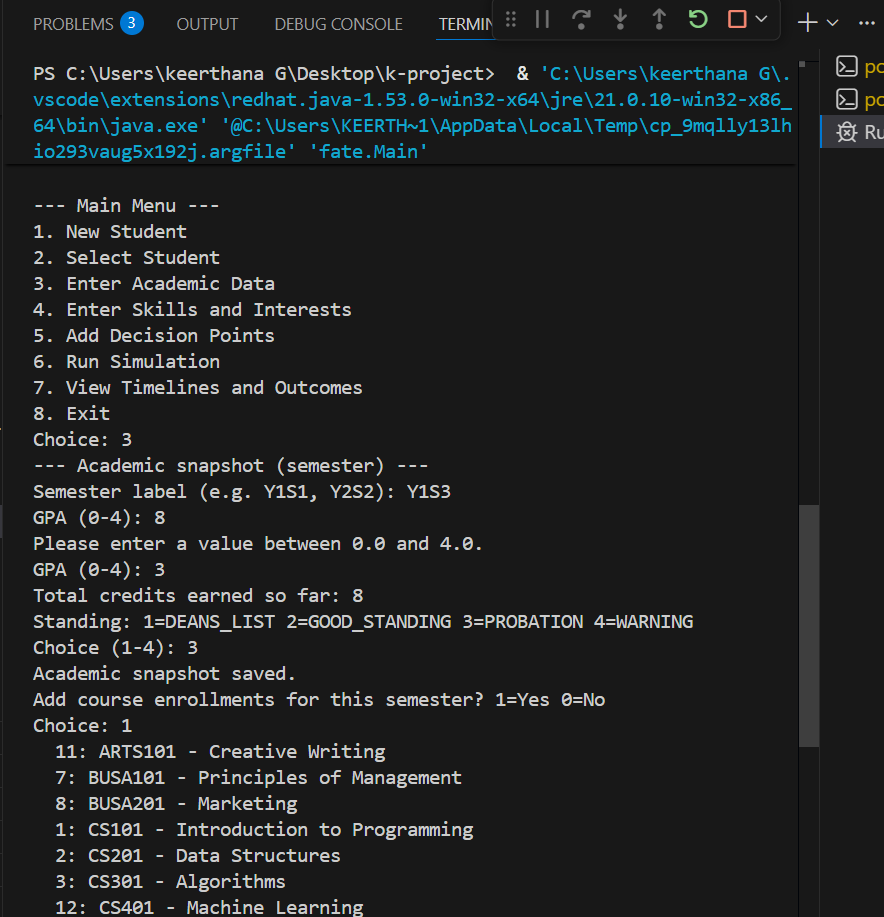 PROBLEMS 3 OUTPUT DEBUG CONSOLE TERMIN
PS C:\Users\keerthana G\Desktop\k-project>  & 'C:\Users\keerthana G\.
vscode\extensions\redhat.java-1.53.0-win32-x64\jre\21.0.10-win32-x86_
64\bin\java.exe' '@C:\Users\KEERTH~1\AppData\Local\Temp\cp_9mqlly13lh
io293vaug5x192j.argfile' 'fate.Main'
po
po
Ru
--- Main Menu ---
1. New Student
2. Select Student
3. Enter Academic Data
4. Enter Skills and Interests
5. Add Decision Points
6. Run Simulation
7. View Timelines and Outcomes
8. Exit
Choice: 3
--- Academic snapshot (semester) ---
Semester label (e.g. Y1S1, Y2S2): Y1S3
GPA (0-4): 8
Please enter a value between 0.0 and 4.0.
GPA (0-4): 3
Total credits earned so far: 8
Standing: 1=DEANS_LIST 2=GOOD_STANDING 3=PROBATION 4=WARNING
Choice (1-4): 3
Academic snapshot saved.
Add course enrollments for this semester? 1=Yes 0=No
Choice: 1
  11: ARTS101 - Creative Writing
  7: BUSA101 - Principles of Management
  8: BUSA201 - Marketing
  1: CS101 - Introduction to Programming
  2: CS201 - Data Structures
  3: CS301 - Algorithms
  12: CS401 - Machine Learning